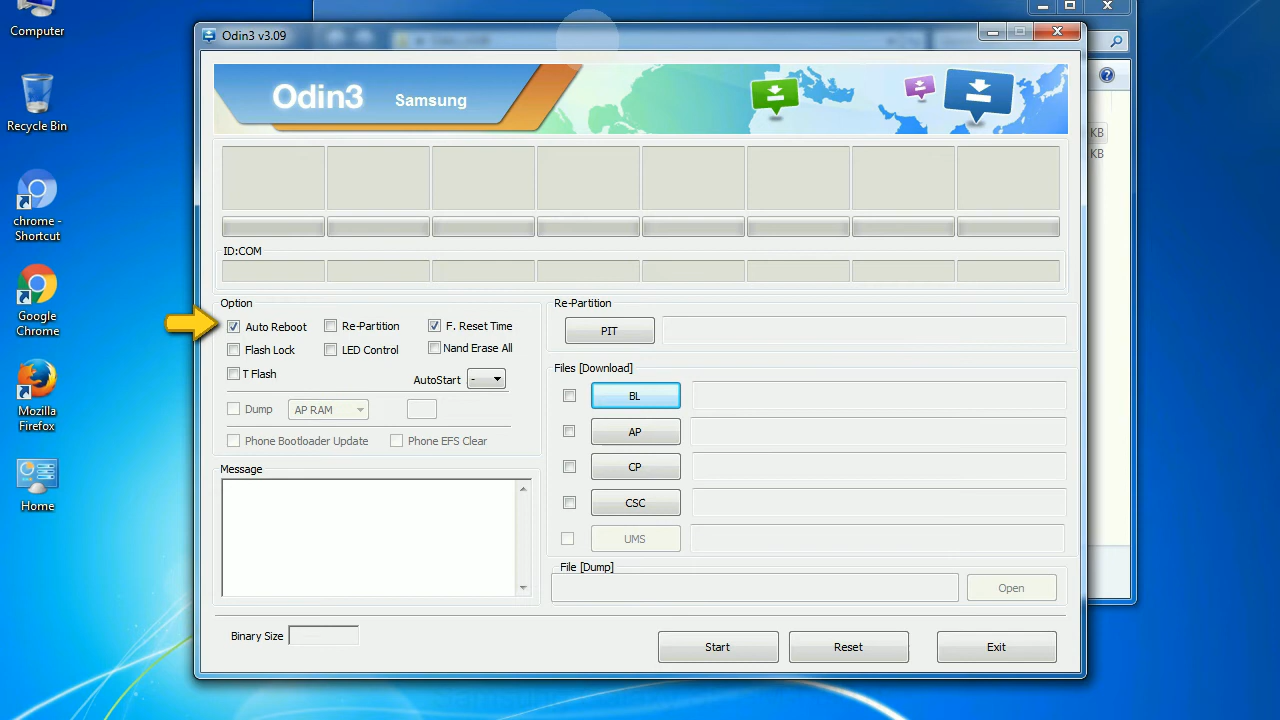 Computer
Recycle Bin
chrome -
Shortcut
Google
Chrome
Mozilla
Firefox
Home
Odin3 v3.09
Odin3 Samsung
KB
KB
ID:COM
Option
Auto Reboot Re-Partition F. Reset Time
Flash Lock LED Control Nand Erase All
T Flash
AutoStart -
Dump AP RAM
Phone Bootloader Update Phone EFS Clear
Message
Re-Partition
PIT
Files [Download]
BL
AP
CP
CSC
UMS
File [Dump]
Open
Binary Size
Start Reset Exit